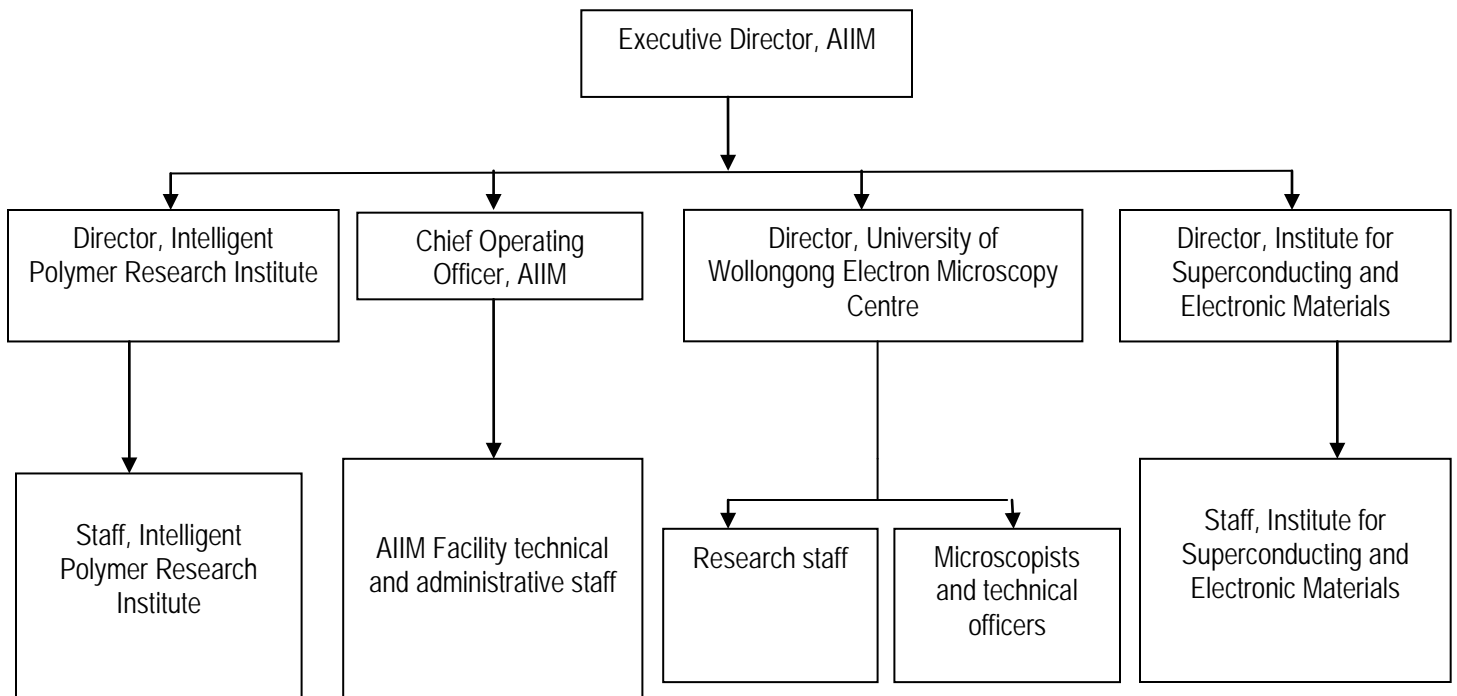 Executive Director, AIIM
Director, Intelligent
Polymer Research Institute
Chief Operating
Officer, AIIM
Director, University of
Wollongong Electron Microscopy
Centre
Director, Institute for
Superconducting and
Electronic Materials
Staff, Intelligent
Polymer Research
Institute
AIIM Facility technical
and administrative staff
Research staff
Microscopists
and technical
officers
Staff, Institute for
Superconducting and
Electronic Materials